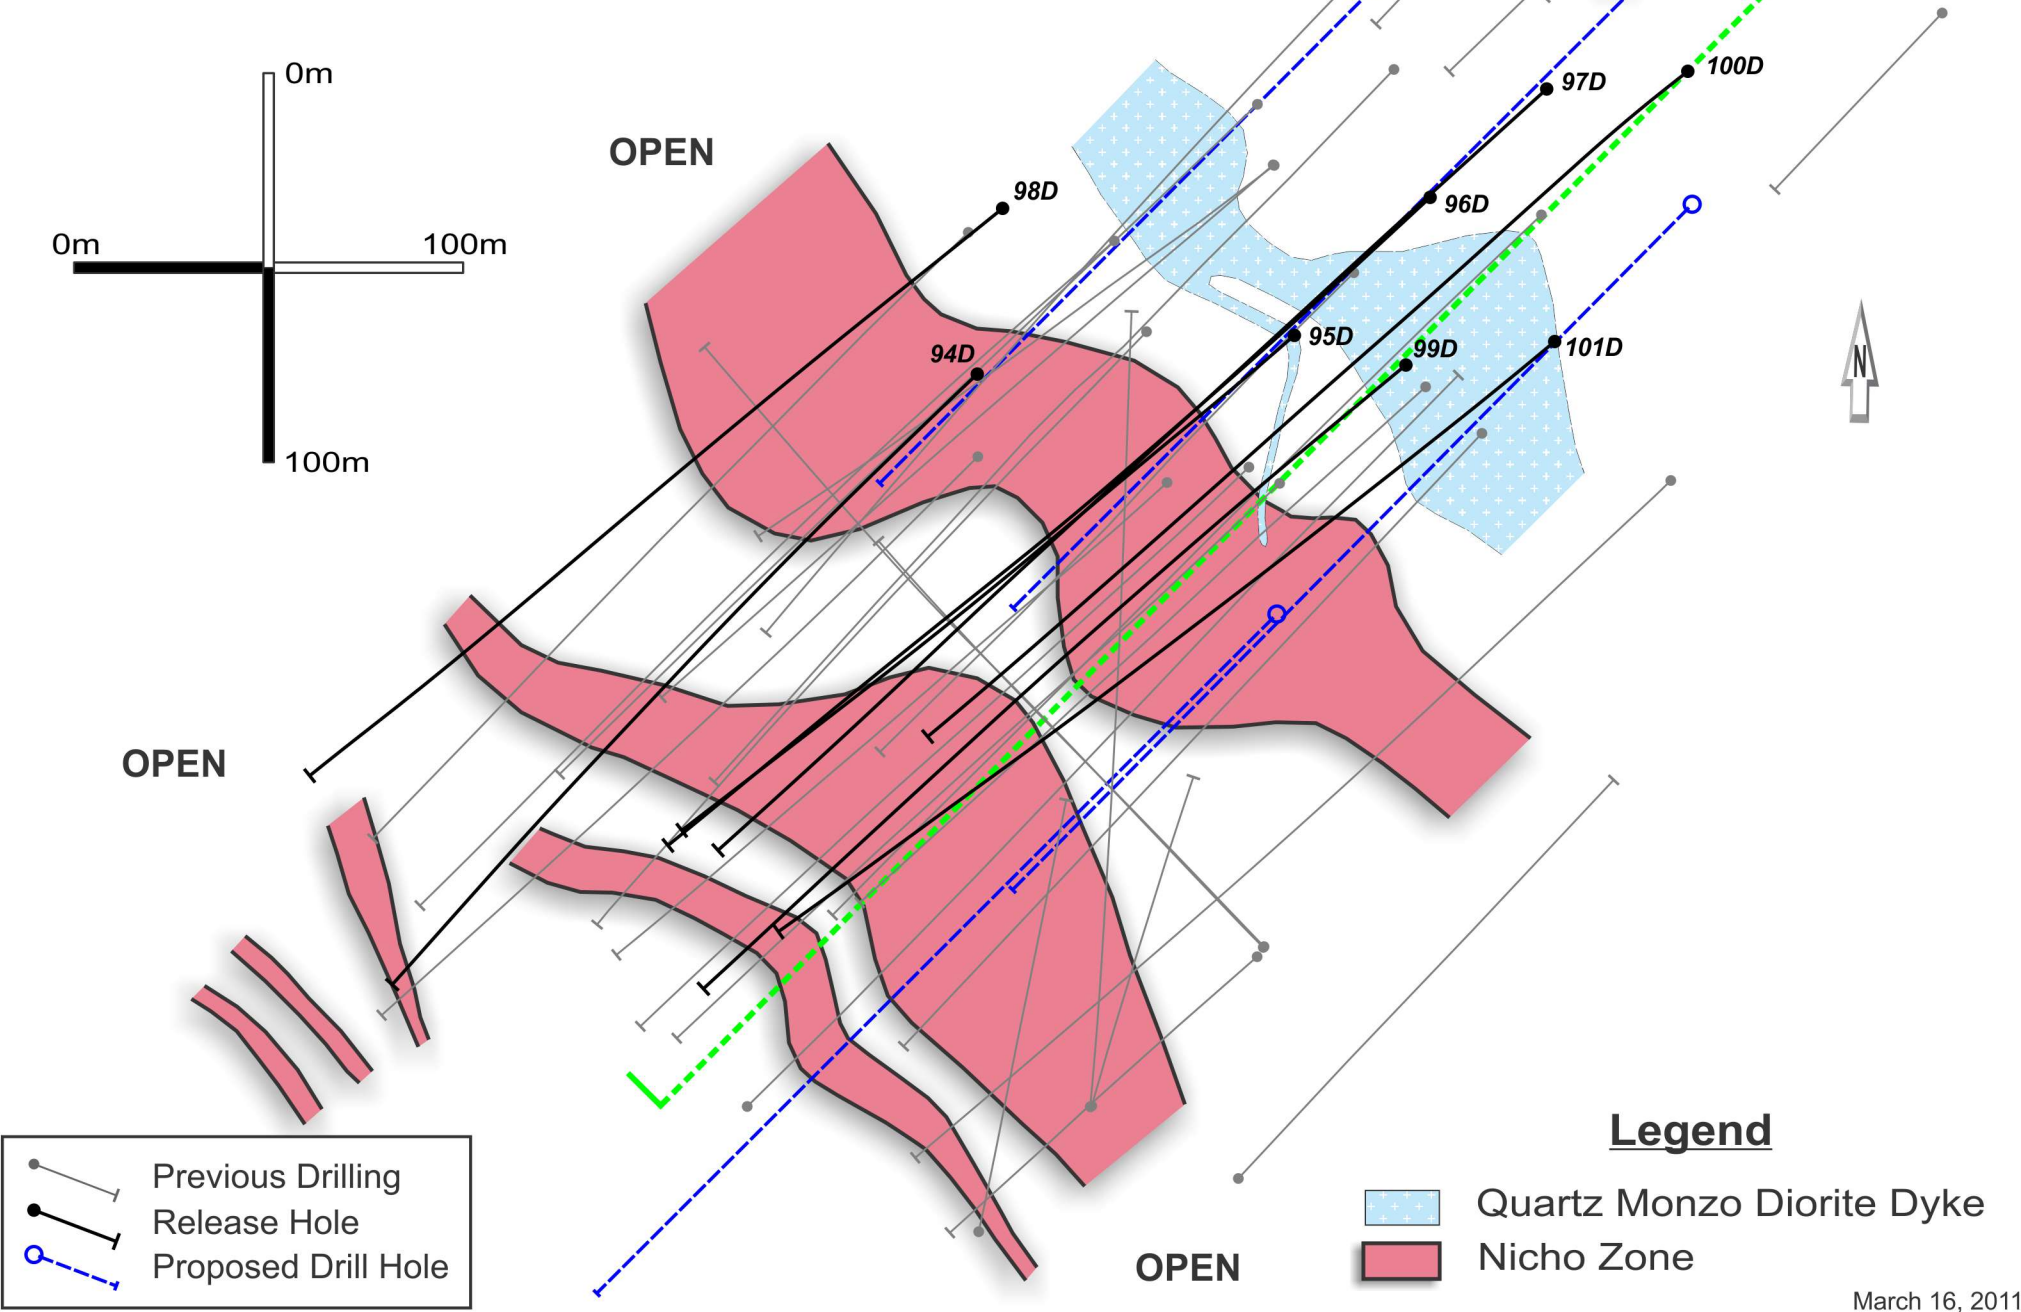 0m
100D
97D
OPEN
98D
96D
0m
100m
95D
99D
101D
94D
N
100m
OPEN
Legend
Previous Drilling
Quartz Monzo Diorite Dyke
Release Hole
Nicho Zone
Proposed Drill Hole
OPEN
March 16, 2011